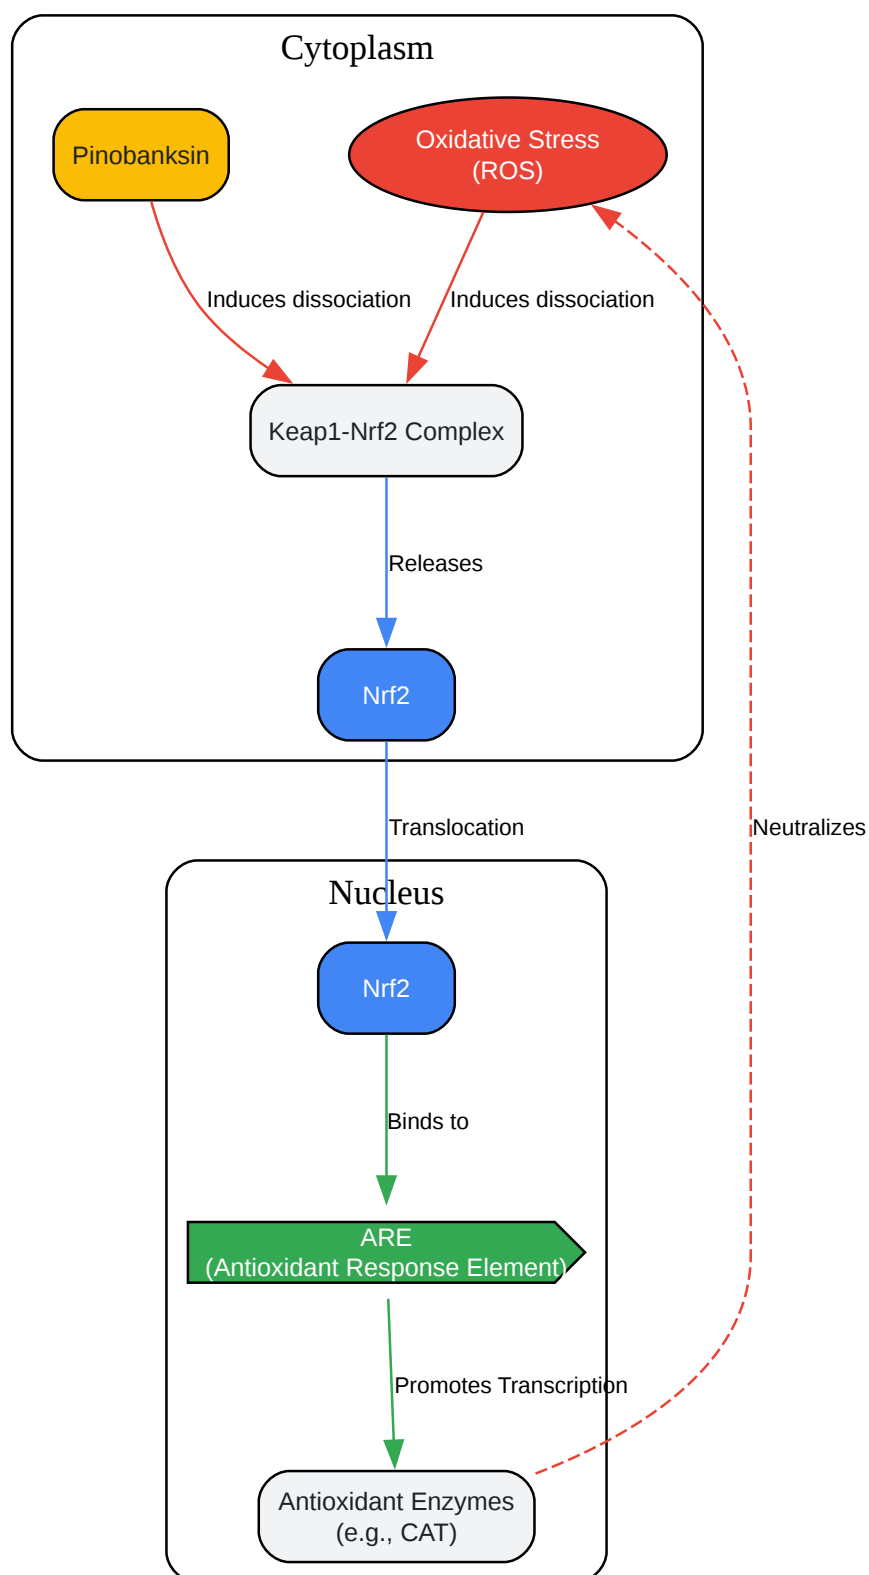 Cytoplasm
Pinobanksin
Oxidative Stress
(ROS)
Induces dissociation
Induces dissociation
Keap1-Nrf2 Complex
Releases
Nrf2
Translocation
Neutralizes
Nucleus
Nrf2
Binds to
ARE
(Antioxidant Response Element)
Promotes Transcription
Antioxidant Enzymes
(e.g., CAT)